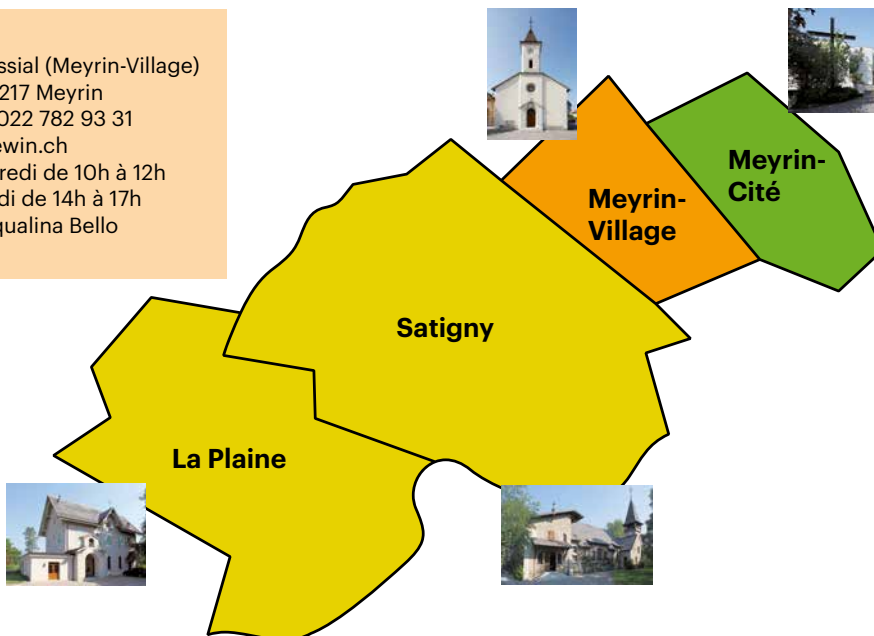 ssial (Meyrin-Village)
217 Meyrin
022 782 93 31
ewin.ch
redi de 10h à 12h
di de 14h à 17h
qualina Bello
Meyrin-
Cité
Meyrin-
Village
Satigny
La Plaine